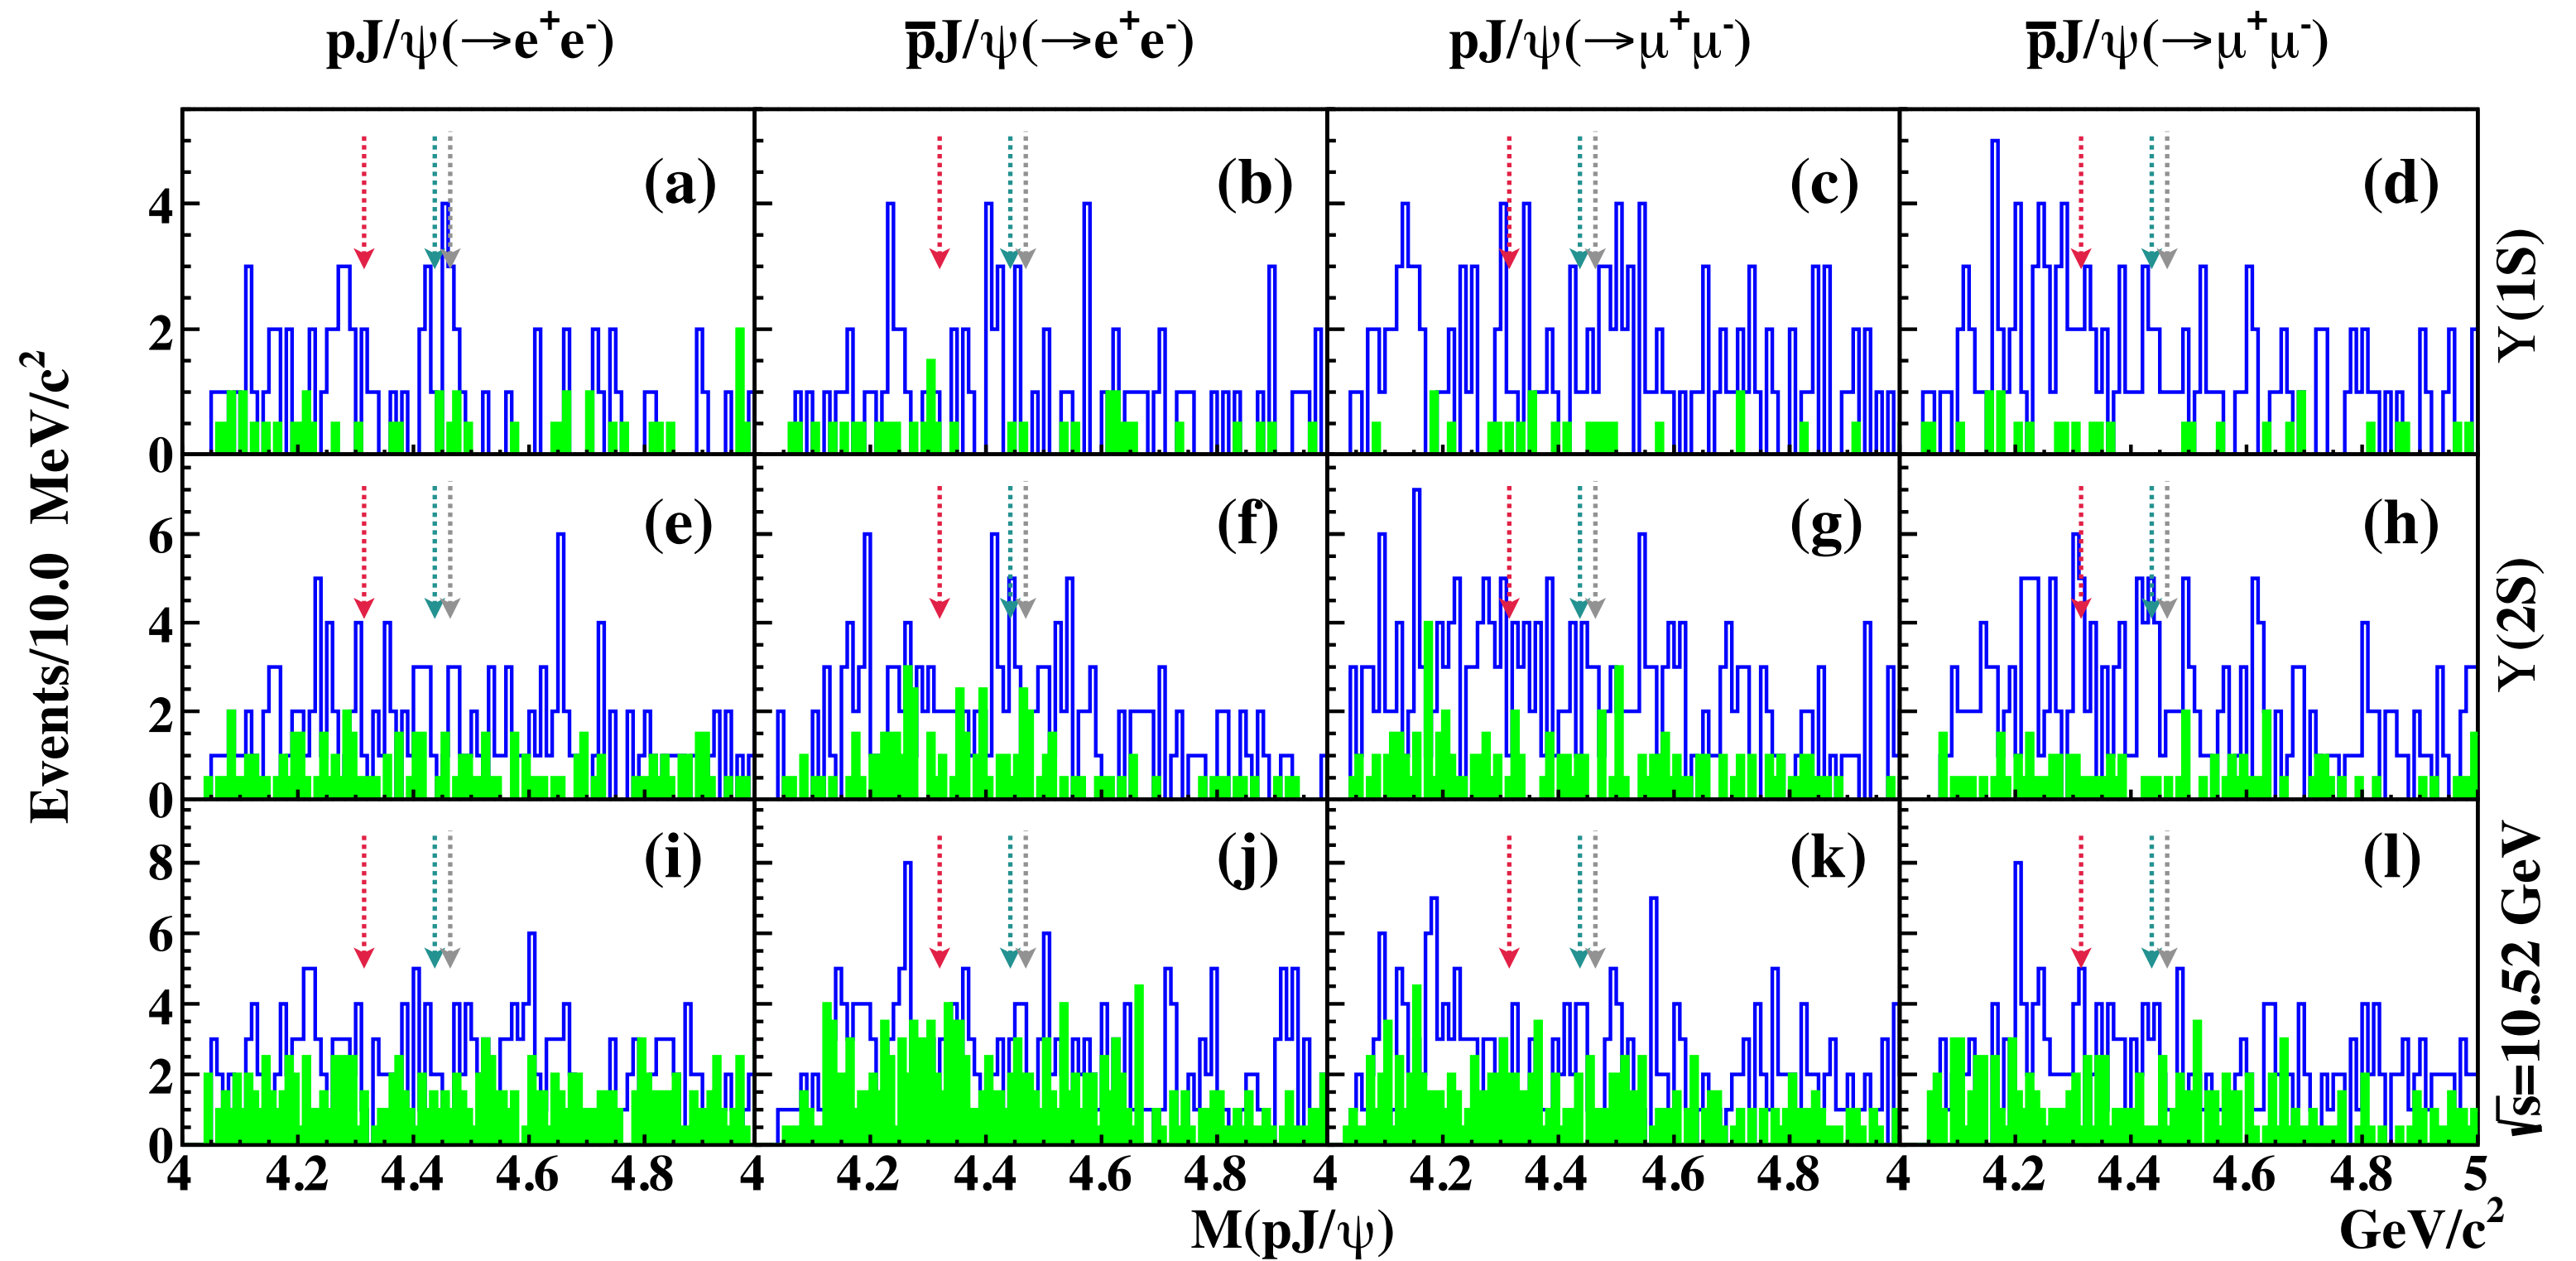 pJ/ψ(→e⁺e⁻) p̅J/ψ(→e⁺e⁻) pJ/ψ(→μ⁺μ⁻) p̅J/ψ(→μ⁺μ⁻)
Events/10.0 MeV/c²
4 2 0
(a) (b) (c) (d)
Υ(1S)
6 4 2 0
(e) (f) (g) (h)
Υ(2S)
8 6 4 2 0
(i) (j) (k) (l)
√s=10.52 GeV
4 4.2 4.4 4.6 4.8 4 4.2 4.4 4.6 4.8 4 4.2 4.4 4.6 4.8 4 4.2 4.4 4.6 4.8 5
M(pJ/ψ) GeV/c²